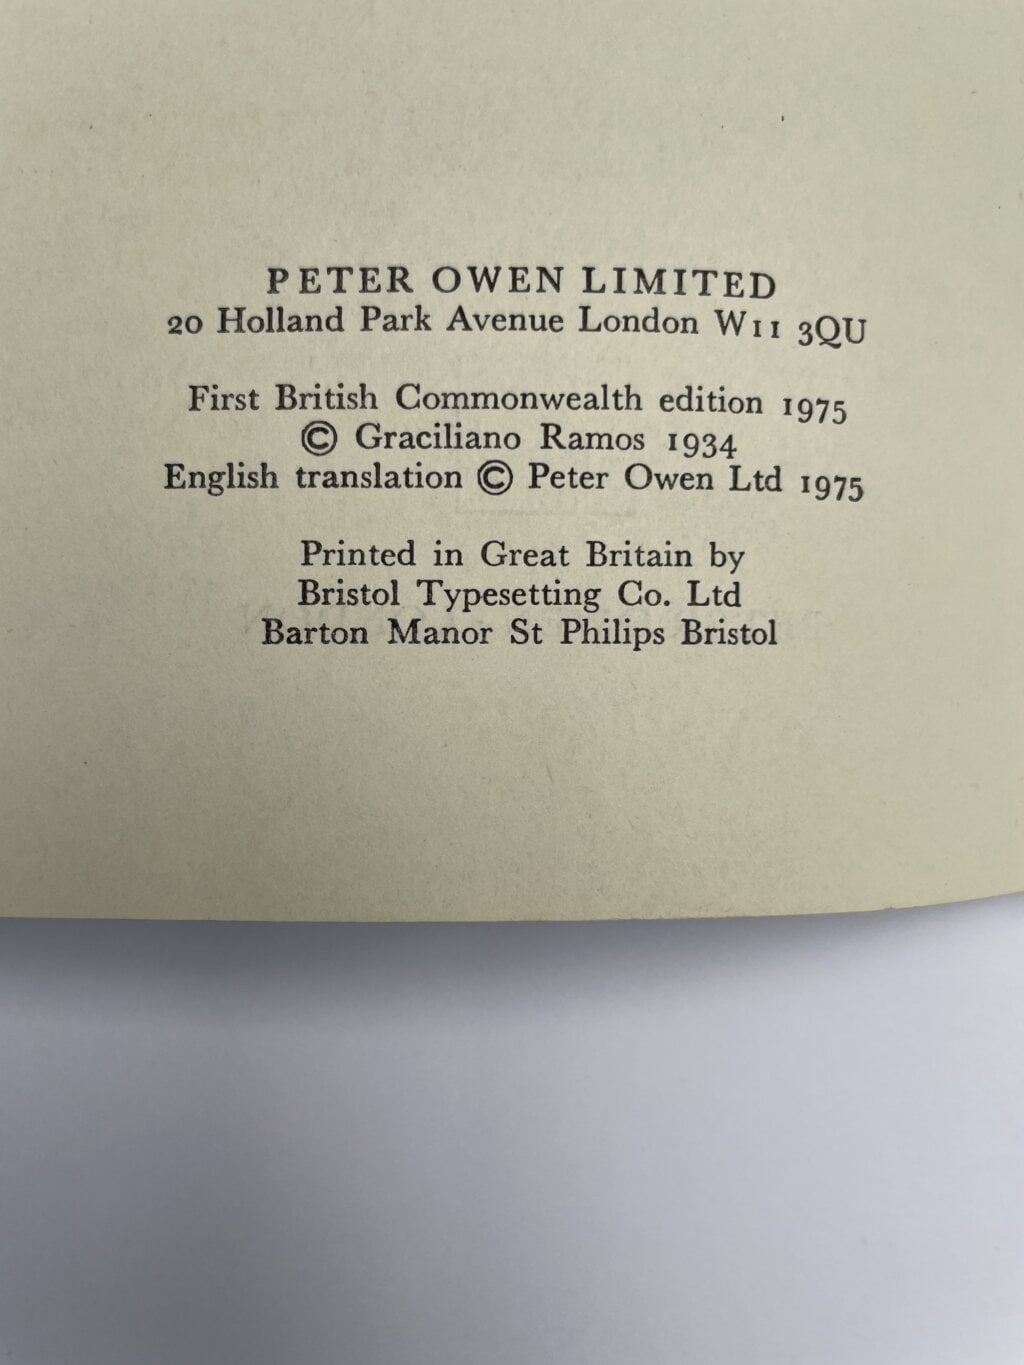 PETER OWEN LIMITED
20 Holland Park Avenue London W11 3QU
First British Commonwealth edition 1975
© Graciliano Ramos 1934
English translation © Peter Owen Ltd 1975
Printed in Great Britain by
Bristol Typesetting Co. Ltd
Barton Manor St Philips Bristol